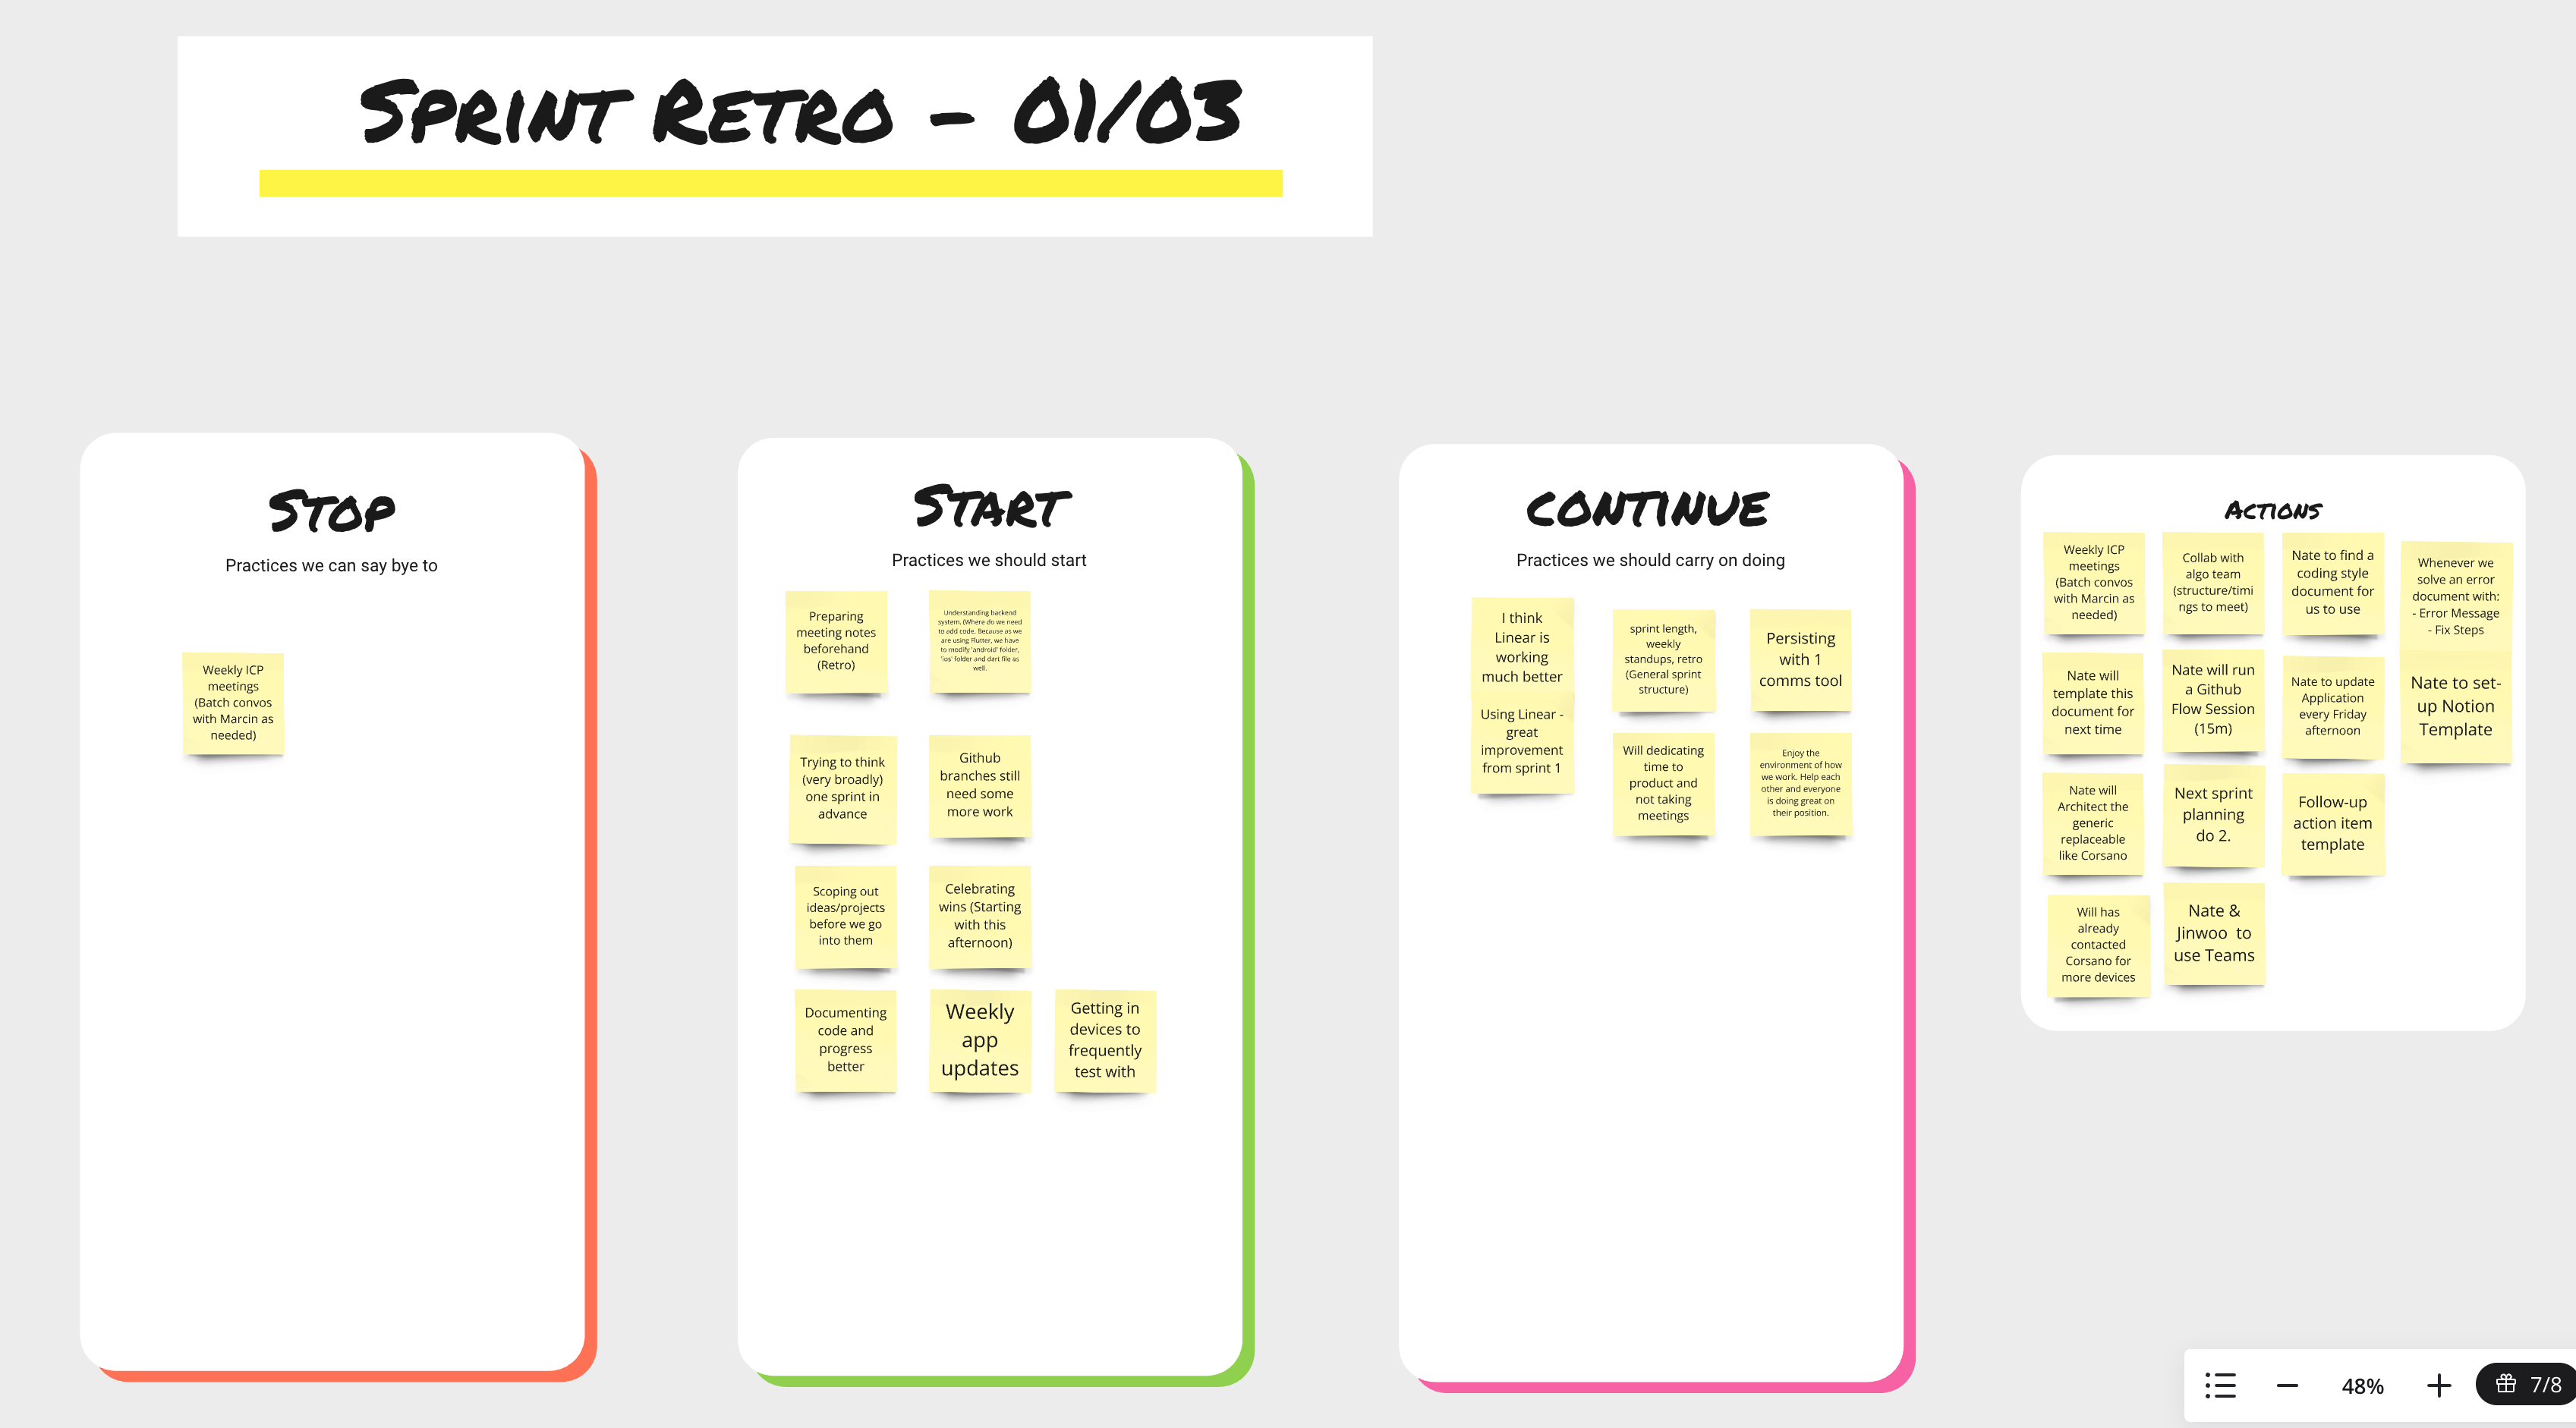 Sprint Retro - 01/03
Stop
Practices we can say bye to
Weekly ICP
meetings
(Batch convos
with Marcin as
needed)
Start
Practices we should start
Preparing
meeting notes
beforehand
(Retro)
Understanding backend
system. (Where do we need
to add code. Because as we
are using Flutter, we have
to modify 'android' folder,
'ios' folder and dart file as
well.
Trying to think
(very broadly)
one sprint in
advance
Github
branches still
need some
more work
Scoping out
ideas/projects
before we go
into them
Celebrating
wins (Starting
with this
afternoon)
Documenting
code and
progress
better
Weekly
app
updates
Getting in
devices to
frequently
test with
continue
Practices we should carry on doing
I think
Linear is
working
much better
Using Linear -
great
improvement
from sprint 1
sprint length,
weekly
standups, retro
(General sprint
structure)
Persisting
with 1
comms tool
Will dedicating
time to
product and
not taking
meetings
Enjoy the
environment of how
we work. Help each
other and everyone
is doing great on
their position.
Actions
Weekly ICP
meetings
(Batch convos
with Marcin as
needed)
Collab with
algo team
(structure/timi
ngs to meet)
Nate to find a
coding style
document for
us to use
Whenever we
solve an error
document with:
- Error Message
- Fix Steps
Nate will
template this
document for
next time
Nate will run
a Github
Flow Session
(15m)
Nate to update
Application
every Friday
afternoon
Nate to set-
up Notion
Template
Nate will
Architect the
generic
replaceable
like Corsano
Next sprint
planning
do 2.
Follow-up
action item
template
Will has
already
contacted
Corsano for
more devices
Nate &
Jinwoo to
use Teams
48%
7/8